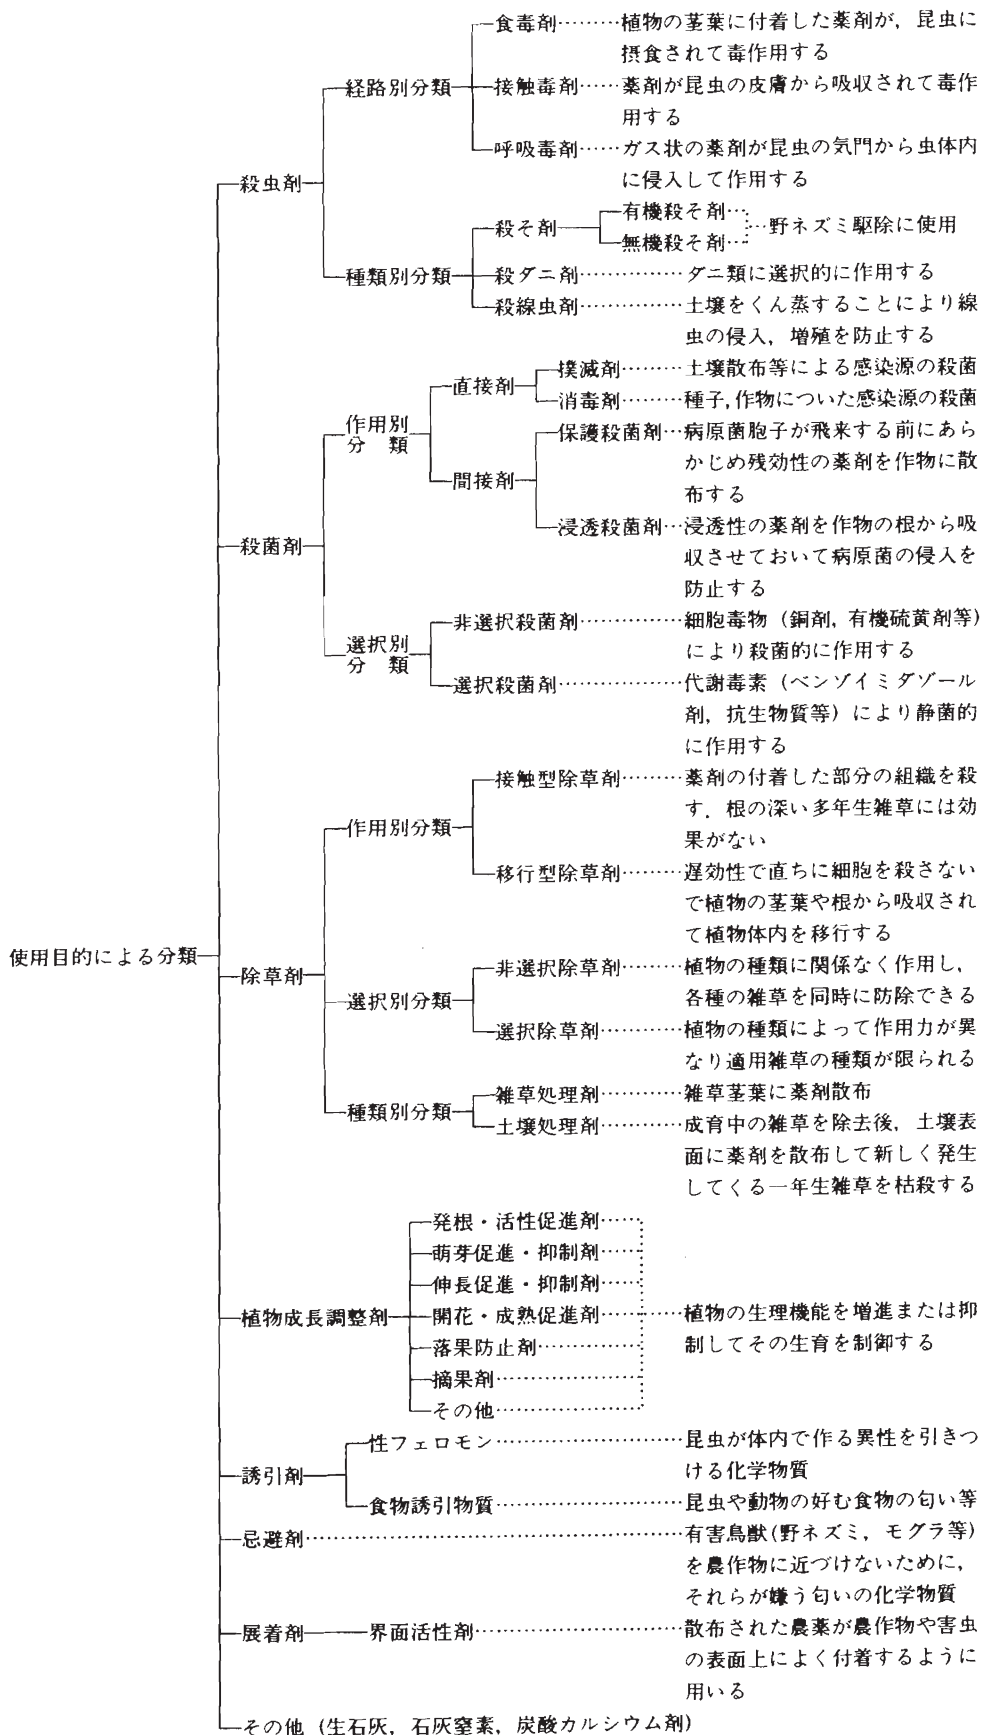 食毒剤………植物の茎葉に付着した薬剤が，昆虫に
摂食されて毒作用する
経路別分類 接触毒剤……薬剤が昆虫の皮膚から吸収されて毒作
用する
呼吸毒剤……ガス状の薬剤が昆虫の気門から虫体内
に侵入して作用する
殺虫剤
有機殺そ剤
殺そ剤 野ネズミ駆除に使用
無機殺そ剤
種類別分類 殺ダニ剤……………ダニ類に選択的に作用する
殺線虫剤……………土壌をくん蒸することにより線
虫の侵入，増殖を防止する
撲滅剤………土壌散布等による感染源の殺菌
直接剤
消毒剤………種子,作物についた感染源の殺菌
作用別
分類
保護殺菌剤…病原菌胞子が飛来する前にあら
かじめ残効性の薬剤を作物に散
布する
間接剤
浸透殺菌剤…浸透性の薬剤を作物の根から吸
収させておいて病原菌の侵入を
防止する
殺菌剤
非選択殺菌剤……………細胞毒物（銅剤，有機硫黄剤等）
により殺菌的に作用する
選択別
分類
選択殺菌剤………………代謝毒素（ベンゾイミダゾール
剤，抗生物質等）により静菌的
に作用する
接触型除草剤………薬剤の付着した部分の組織を殺
す．根の深い多年生雑草には効
果がない
作用別分類
移行型除草剤………遅効性で直ちに細胞を殺さない
で植物の茎葉や根から吸収され
て植物体内を移行する
使用目的による分類
除草剤
非選択除草剤………植物の種類に関係なく作用し，
各種の雑草を同時に防除できる
選択別分類
選択除草剤…………植物の種類によって作用力が異
なり適用雑草の種類が限られる
雑草処理剤…………雑草茎葉に薬剤散布
種類別分類
土壌処理剤…………成育中の雑草を除去後，土壌表
面に薬剤を散布して新しく発生
してくる一年生雑草を枯殺する
発根・活性促進剤
萌芽促進・抑制剤
伸長促進・抑制剤
植物成長調整剤 開花・成熟促進剤 植物の生理機能を増進または抑
制してその生育を制御する
落果防止剤
摘果剤
その他
性フェロモン………………………昆虫が体内で作る異性を引きつ
ける化学物質
誘引剤
食物誘引物質………………………昆虫や動物の好む食物の匂い等
忌避剤………………………………………………有害鳥獣(野ネズミ，モグラ等)
を農作物に近づけないために，
それらが嫌う匂いの化学物質
展着剤 界面活性剤…………………………散布された農薬が農作物や害虫
の表面上によく付着するように
用いる
その他（生石灰，石灰窒素，炭酸カルシウム剤）